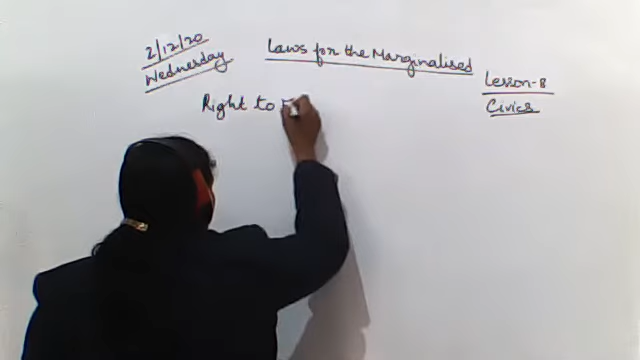 2/12/20
Wednesday
Laws for the Marginalised
Lesson-8
Civics
Right to